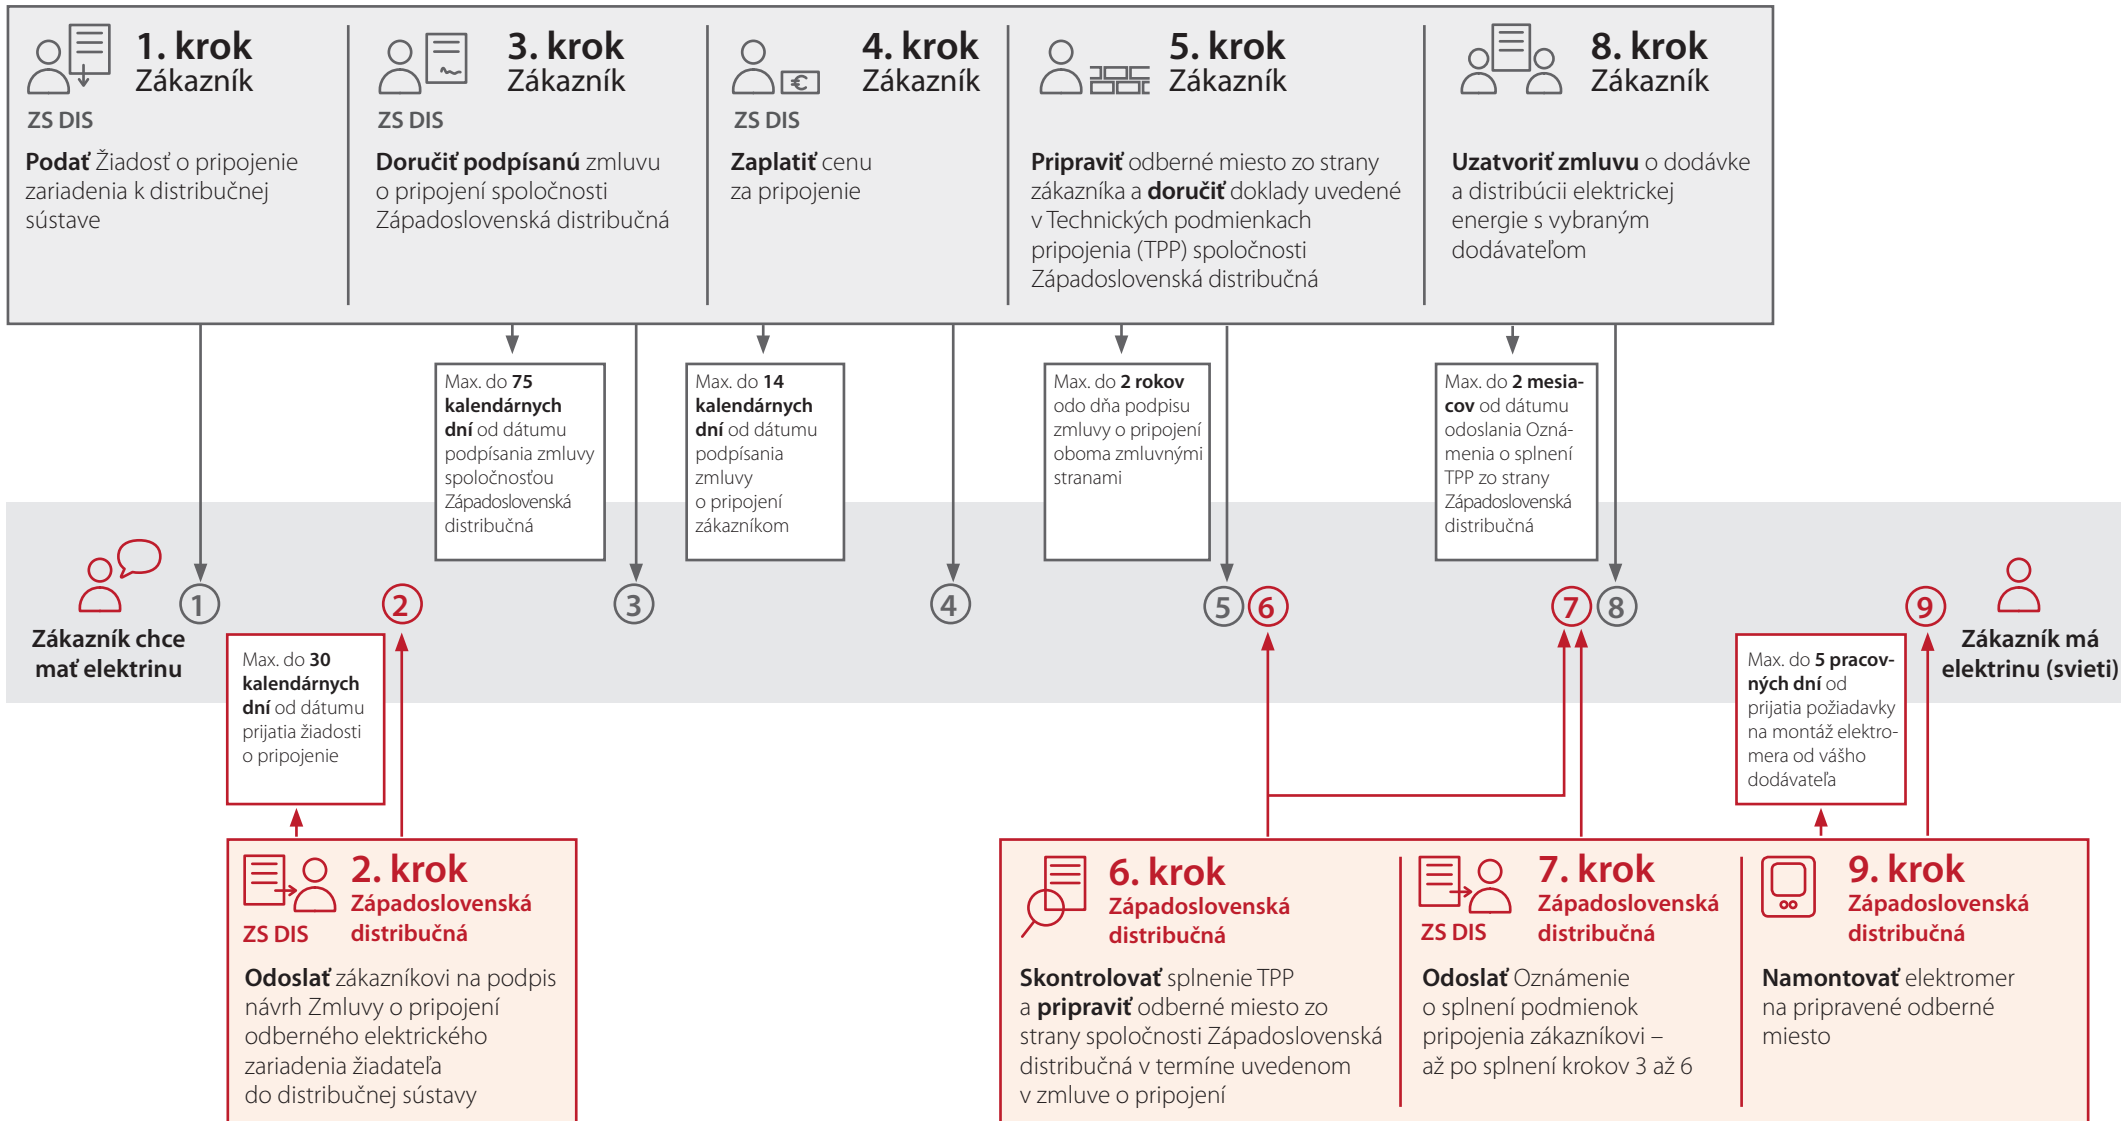 1. krok
Zákazník
ZS DIS
Podať Žiadosť o pripojenie
zariadenia k distribučnej
sústave
3. krok
Zákazník
ZS DIS
Doručiť podpísanú zmluvu
o pripojení spoločnosti
Západoslovenská distribučná
4. krok
Zákazník
ZS DIS
€
Zaplatiť cenu
za pripojenie
5. krok
Zákazník
Pripraviť odberné miesto zo strany
zákazníka a doručiť doklady uvedené
v Technických podmienkach
pripojenia (TPP) spoločnosti
Západoslovenská distribučná
8. krok
Zákazník
Uzatvoriť zmluvu o dodávke
a distribúcii elektrickej
energie s vybraným
dodávateľom
Max. do 75
kalendárnych
dní od dátumu
podpísania zmluvy
spoločnosťou
Západoslovenská
distribučná
Max. do 14
kalendárnych
dní od dátumu
podpísania
zmluvy
o pripojení
zákazníkom
Max. do 2 rokov
odo dňa podpisu
zmluvy o pripojení
oboma zmluvnými
stranami
Max. do 2 mesia-
cov od dátumu
odoslania Ozná-
menia o splnení
TPP zo strany
Západoslovenská
distribučná
Zákazník chce
mať elektrinu
1
2
3
4
5
6
7
8
9
Zákazník má
elektrinu (svieti)
Max. do 30
kalendárnych
dní od dátumu
prijatia žiadosti
o pripojenie
Max. do 5 pracov-
ných dní od
prijatia požiadavky
na montáž elektro-
mera od vášho
dodávateľa
2. krok
Západoslovenská
distribučná
ZS DIS
Odoslať zákazníkovi na podpis
návrh Zmluvy o pripojení
odberného elektrického
zariadenia žiadateľa
do distribučnej sústavy
6. krok
Západoslovenská
distribučná
Skontrolovať splnenie TPP
a pripraviť odberné miesto zo
strany spoločnosti Západoslovenská
distribučná v termíne uvedenom
v zmluve o pripojení
7. krok
Západoslovenská
distribučná
ZS DIS
Odoslať Oznámenie
o splnení podmienok
pripojenia zákazníkovi –
až po splnení krokov 3 až 6
9. krok
Západoslovenská
distribučná
Namontovať elektromer
na pripravené odberné
miesto